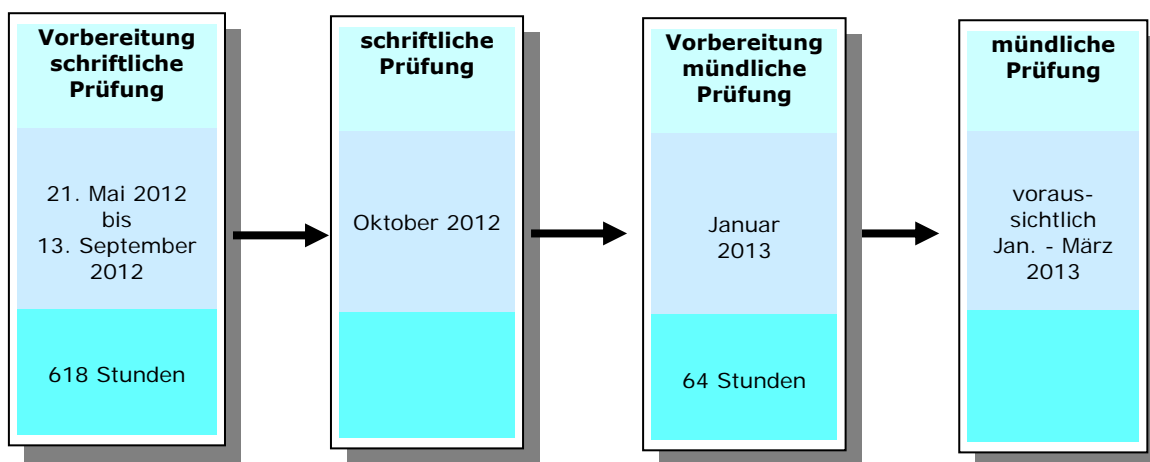 Vorbereitung
schriftliche
Prüfung
21. Mai 2012
bis
13. September
2012
618 Stunden
schriftliche
Prüfung
Oktober 2012
Vorbereitung
mündliche
Prüfung
Januar
2013
64 Stunden
mündliche
Prüfung
voraus-
sichtlich
Jan. - März
2013